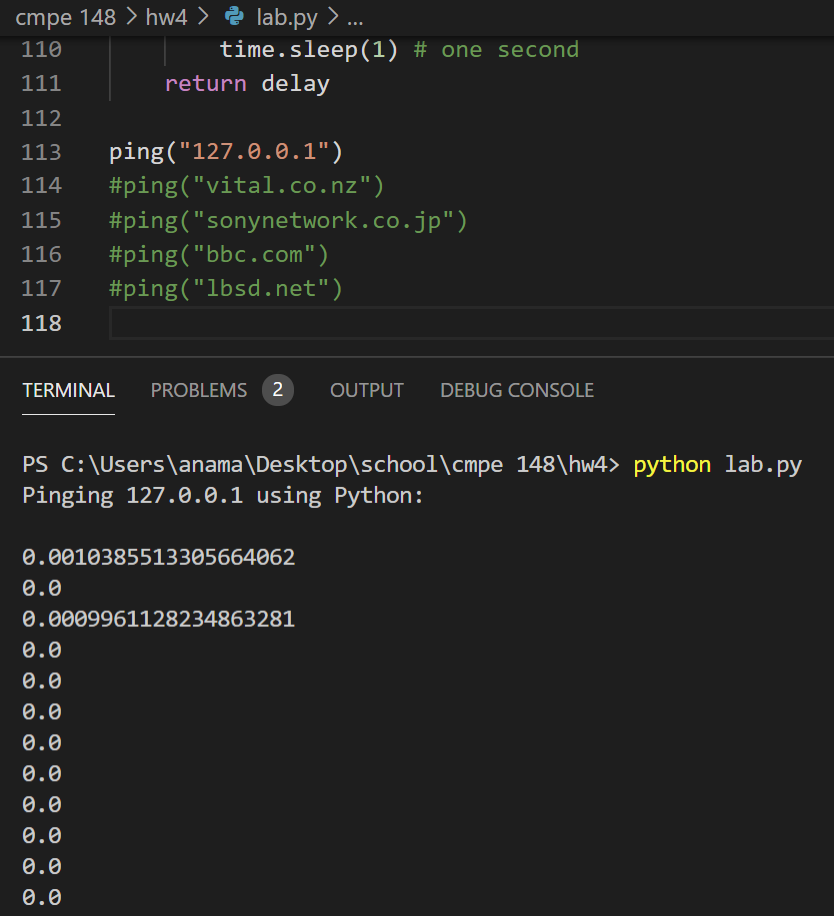 cmpe 148 > hw4 > lab.py > ...
110 time.sleep(1) # one second
111 return delay
112
113 ping("127.0.0.1")
114 #ping("vital.co.nz")
115 #ping("sonynetwork.co.jp")
116 #ping("bbc.com")
117 #ping("lbsd.net")
118
TERMINAL PROBLEMS 2 OUTPUT DEBUG CONSOLE
PS C:\Users\anama\Desktop\school\cmpe 148\hw4> python lab.py
Pinging 127.0.0.1 using Python:
0.0010385513305664062
0.0
0.0009961128234863281
0.0
0.0
0.0
0.0
0.0
0.0
0.0
0.0
0.0